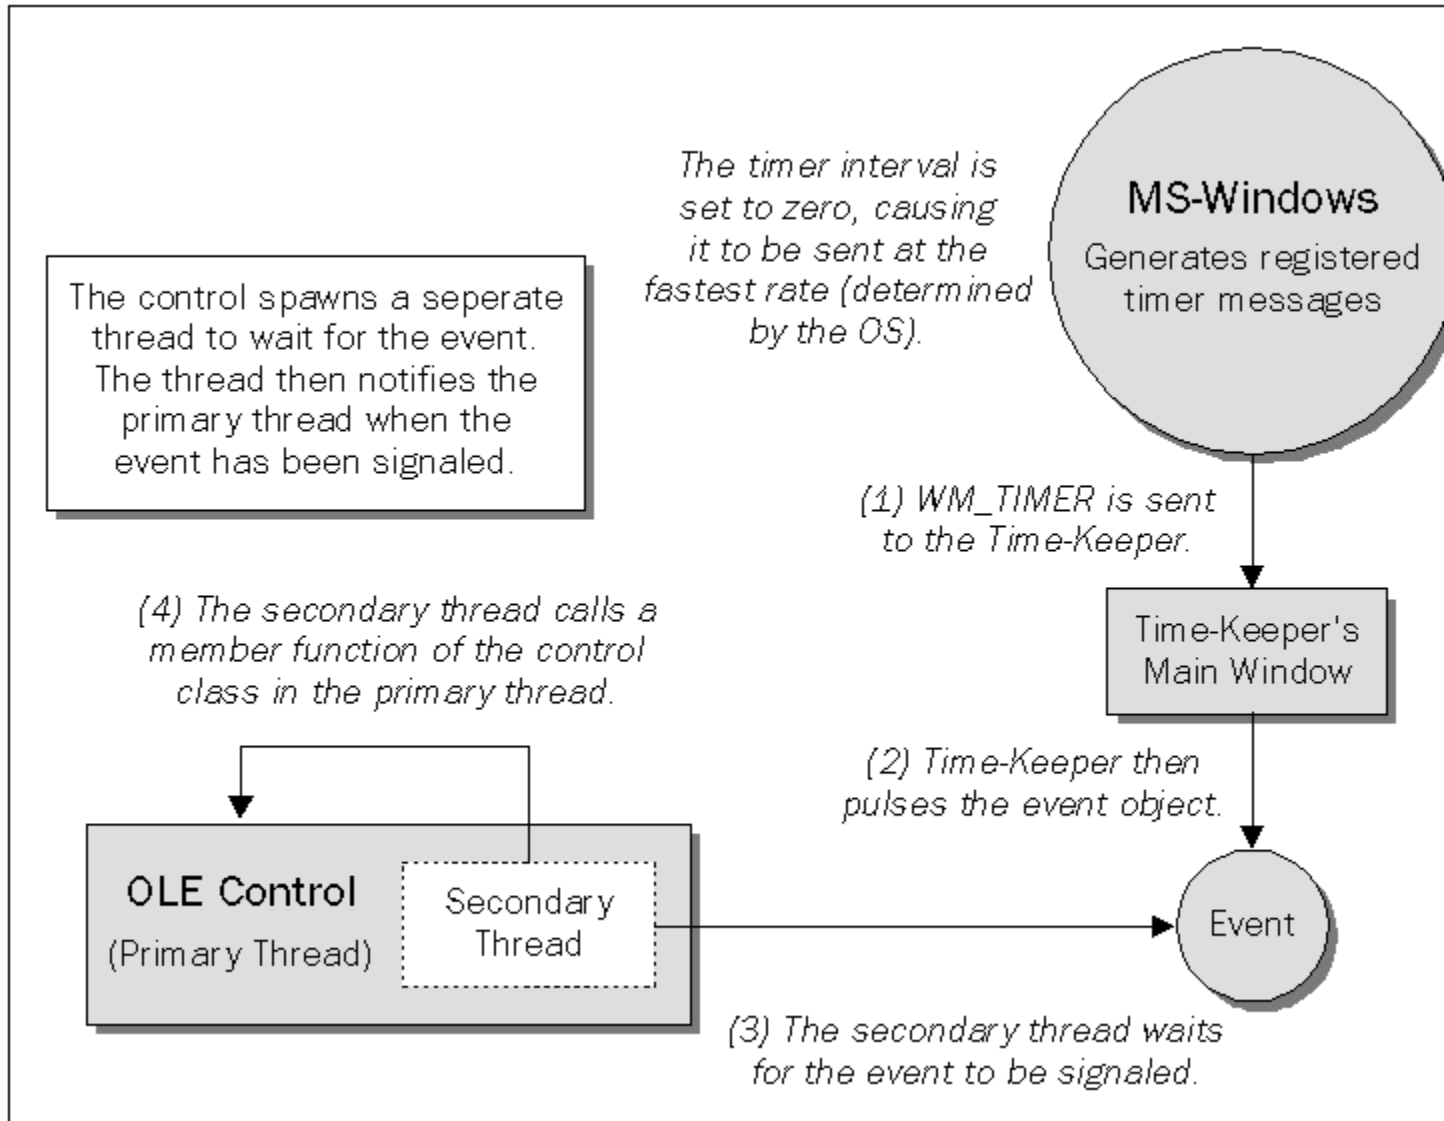 The timer interval is
set to zero, causing
it to be sent at the
fastest rate (determined
by the OS).
MS-Windows
Generates registered
timer messages
The control spawns a seperate
thread to wait for the event.
The thread then notifies the
primary thread when the
event has been signaled.
(1) WM_TIMER is sent
to the Time-Keeper.
Time-Keeper's
Main Window
(4) The secondary thread calls a
member function of the control
class in the primary thread.
(2) Time-Keeper then
pulses the event object.
OLE Control
(Primary Thread)
Secondary
Thread
Event
(3) The secondary thread waits
for the event to be signaled.